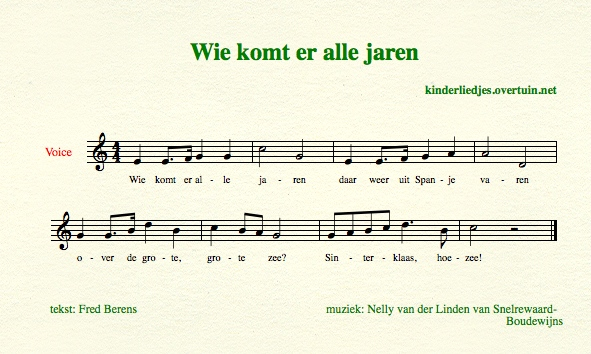 Wie komt er alle jaren
kinderliedjes.overtuin.net
Voice
4
4
Wie komt er al - le ja - ren daar weer uit Span - je va - ren
o - ver de gro - te, gro - te zee? Sin - ter - klaas, hoe - zee!
tekst: Fred Berens
muziek: Nelly van der Linden van Snelrewaard-
Boudewijns